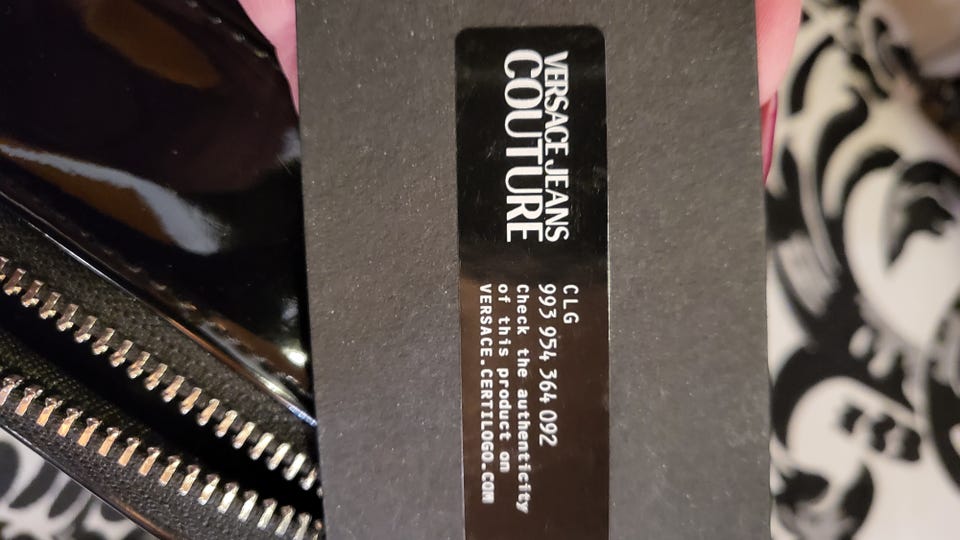 VERSACE JEANS
COUTURE
CLG
993 954 364 092
Check the authenticity
of this product on
VERSACE.CERTILOGO.COM